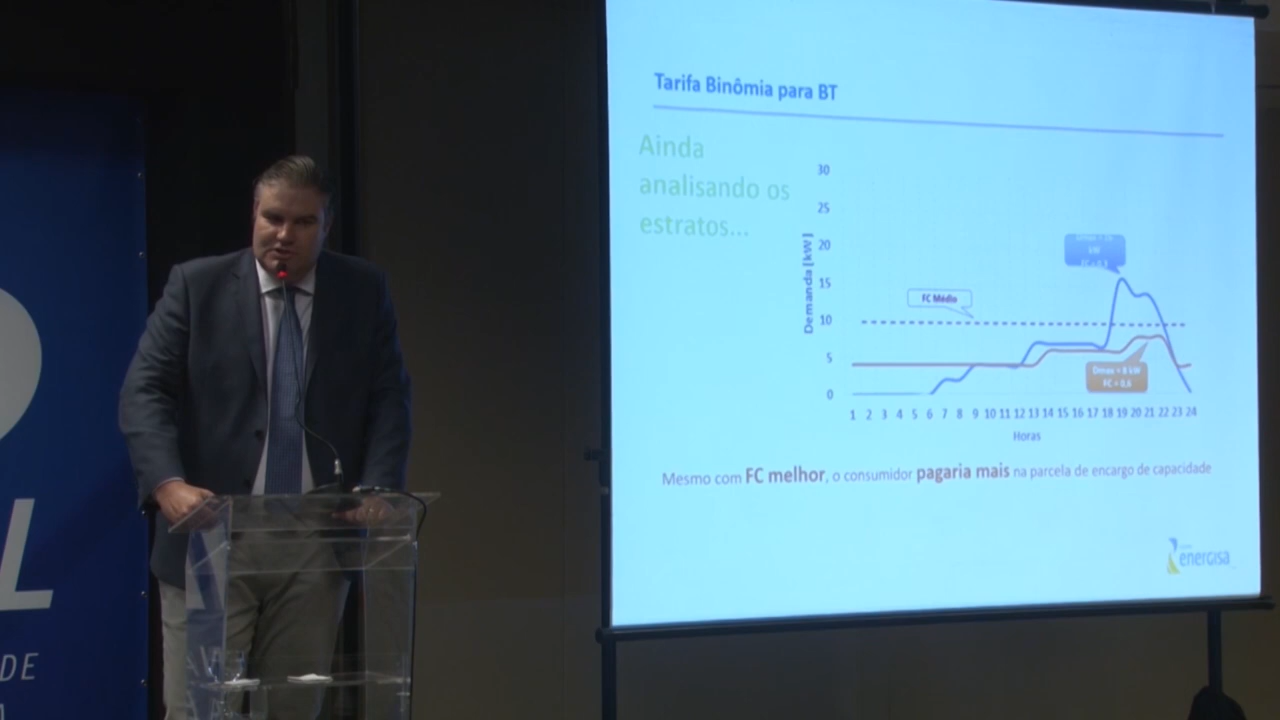 Tarifa Binômia para BT
Ainda
analisando os
estratos...
Demanda [kW]
30
25
20
15
10
5
0
FC Médio
kW
Dmax = 8 kW
FC = 0,6
1 2 3 4 5 6 7 8 9 10 11 12 13 14 15 16 17 18 19 20 21 22 23 24
Horas
Mesmo com FC melhor, o consumidor pagaria mais na parcela de encargo de capacidade
energisa
L
DE
A